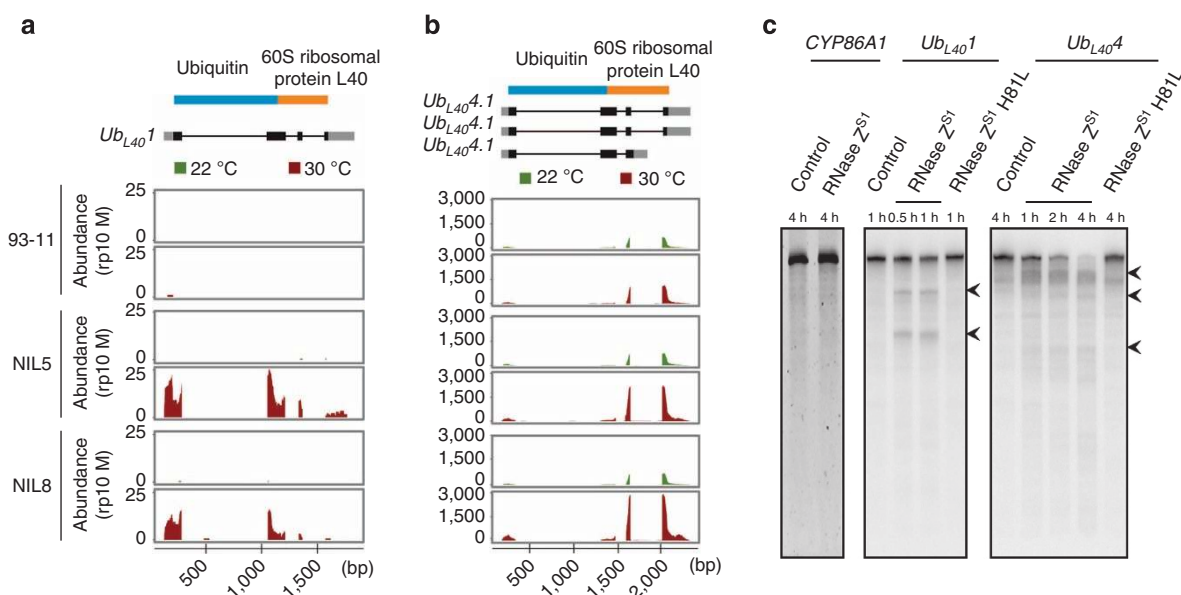 a
Ubiquitin
60S ribosomal
protein L40
UbL401
22 °C
30 °C
93-11
Abundance
(rp10 M)
25
0
25
0
NIL5
Abundance
(rp10 M)
25
0
25
0
NIL8
Abundance
(rp10 M)
25
0
25
0
500
1,000
1,500
(bp)
b
Ubiquitin
60S ribosomal
protein L40
UbL404.1
UbL404.1
UbL404.1
22 °C
30 °C
3,000
1,500
0
3,000
1,500
0
3,000
1,500
0
3,000
1,500
0
3,000
1,500
0
3,000
1,500
0
500
1,000
1,500
2,000
(bp)
c
CYP86A1
UbL401
UbL404
Control
RNase ZS1
Control
RNase ZS1
RNase ZS1 H81L
Control
RNase ZS1
RNase ZS1 H81L
4 h 4 h
1 h 0.5 h 1 h 1 h
4 h 1 h 2 h 4 h 4 h